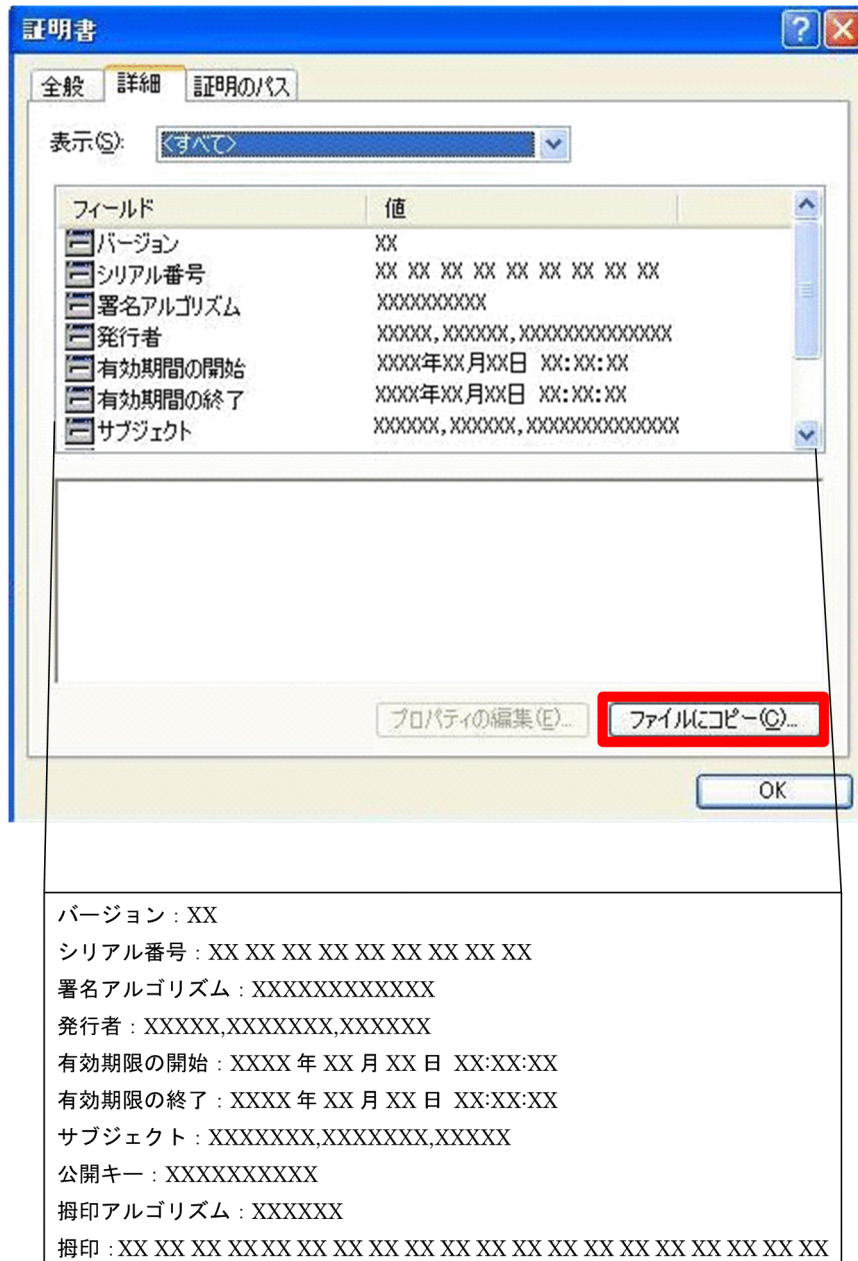 証明書
全般 詳細 証明のパス
表示(S): <すべて>
フィールド 値
バージョン XX
シリアル番号 XX XX XX XX XX XX XX XX XX
署名アルゴリズム XXXXXXXXXX
発行者 XXXXX,XXXXXX,XXXXXXXXXXXXXX
有効期間の開始 XXXX年XX月XX日 XX:XX:XX
有効期間の終了 XXXX年XX月XX日 XX:XX:XX
サブジェクト XXXXXX,XXXXXX,XXXXXXXXXXXXXX
プロパティの編集(E)... ファイルにコピー(C)...
OK
バージョン:XX
シリアル番号:XX XX XX XX XX XX XX XX XX
署名アルゴリズム:XXXXXXXXXXXX
発行者:XXXXX,XXXXXXX,XXXXXX
有効期限の開始:XXXX 年 XX 月 XX 日 XX:XX:XX
有効期限の終了:XXXX 年 XX 月 XX 日 XX:XX:XX
サブジェクト:XXXXXXX,XXXXXXX,XXXXX
公開キー:XXXXXXXXXX
拇印アルゴリズム:XXXXXX
拇印:XX XX XX XX XX XX XX XX XX XX XX XX XX XX XX XX XX XX XX XX